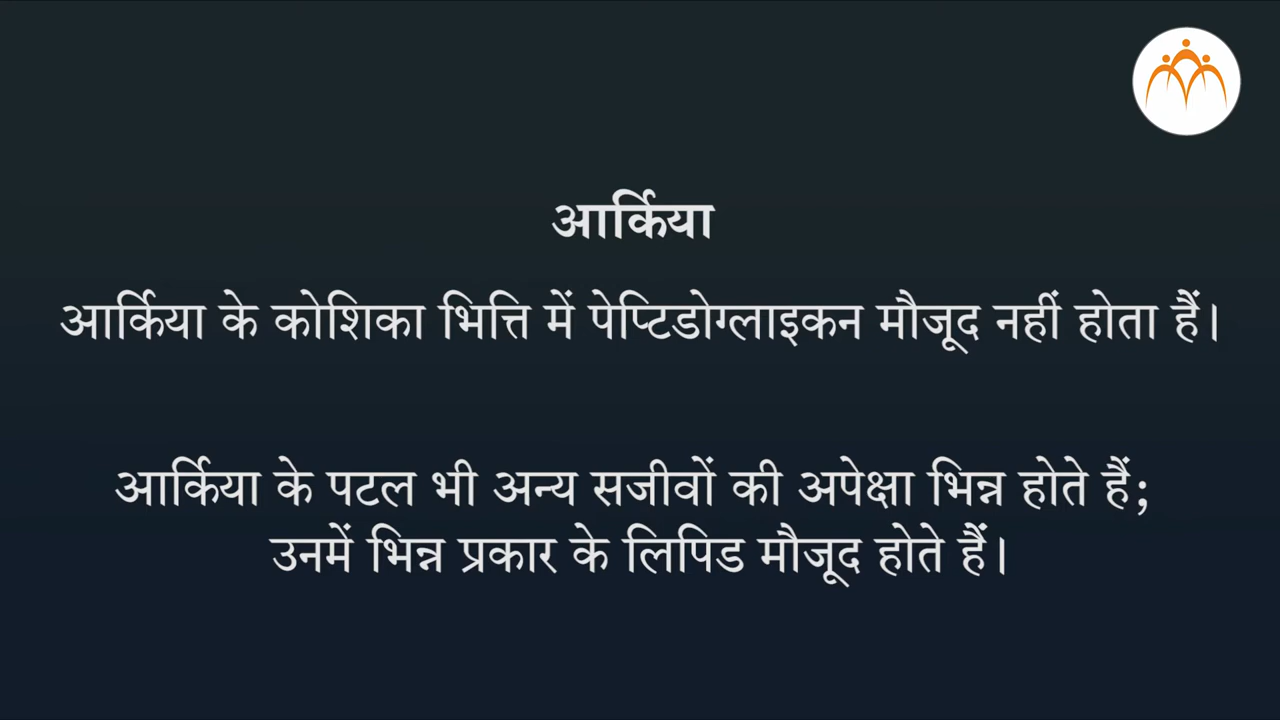 आर्किया
आर्किया के कोशिका भित्ति में पेप्टिडोग्लाइकन मौजूद नहीं होता हैं।
आर्किया के पटल भी अन्य सजीवों की अपेक्षा भिन्न होते हैं;
उनमें भिन्न प्रकार के लिपिड मौजूद होते हैं।